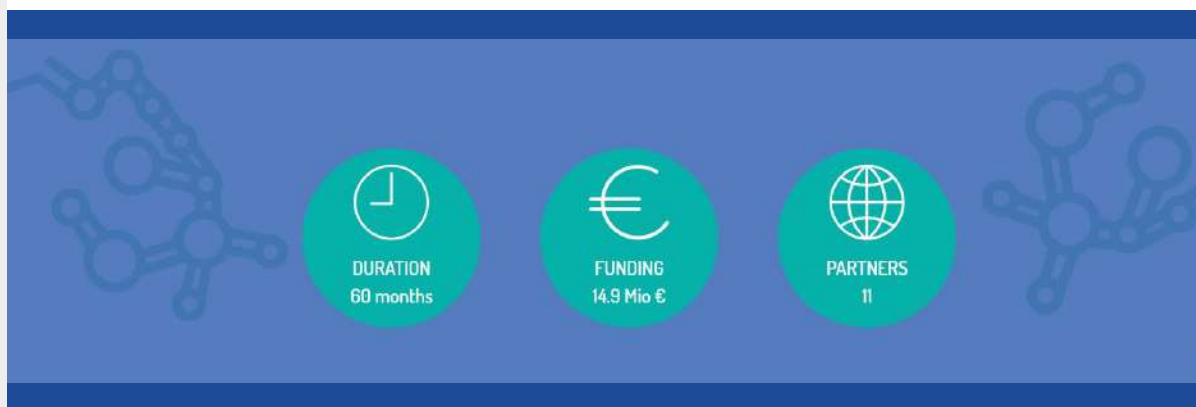 DURATION
60 months
FUNDING
14.9 Mio €
PARTNERS
11